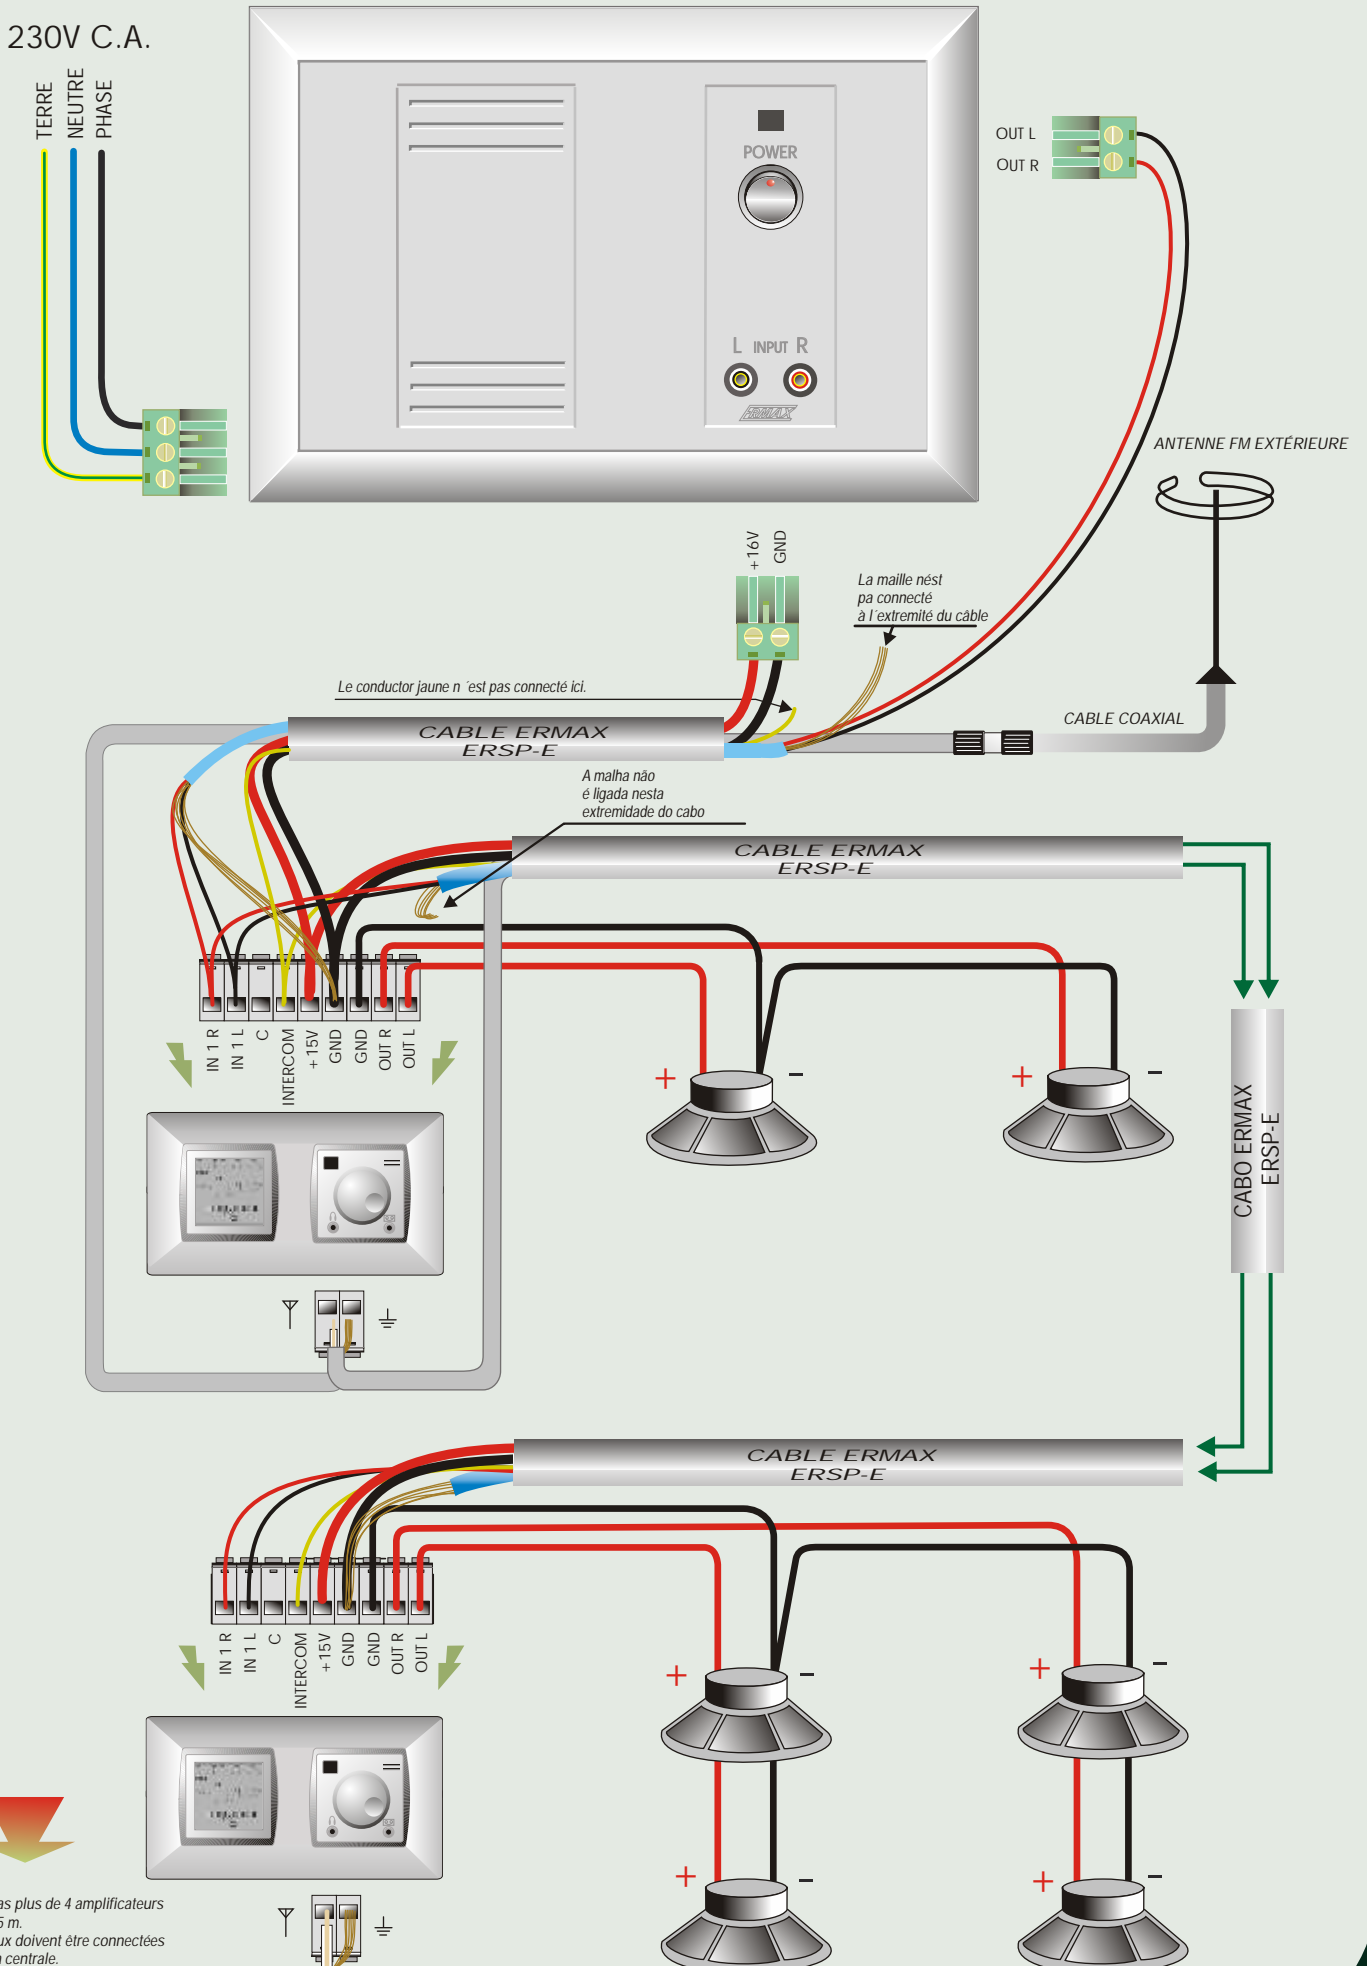 230V C.A.
TERRE
NEUTRE
PHASE
POWER
L INPUT R
ERMAX
OUT L
OUT R
ANTENNE FM EXTÉRIEURE
+16V
GND
La maille nést
pa connecté
à l´extremité du câble
Le conductor jaune n ´est pas connecté ici.
CABLE ERMAX
ERSP-E
CABLE COAXIAL
A malha não
é ligada nesta
extremidade do cabo
CABLE ERMAX
ERSP-E
IN 1 R
IN 1 L
C
INTERCOM
+15V
GND
GND
OUT R
OUT L
+
-
+
-
CABO ERMAX
ERSP-E
CABLE ERMAX
ERSP-E
IN 1 R
IN 1 L
C
INTERCOM
+15V
GND
GND
OUT R
OUT L
+
-
+
-
+
-
+
-
plus de 4 amplificateurs
5 m.
doivent être connectées
centrale.